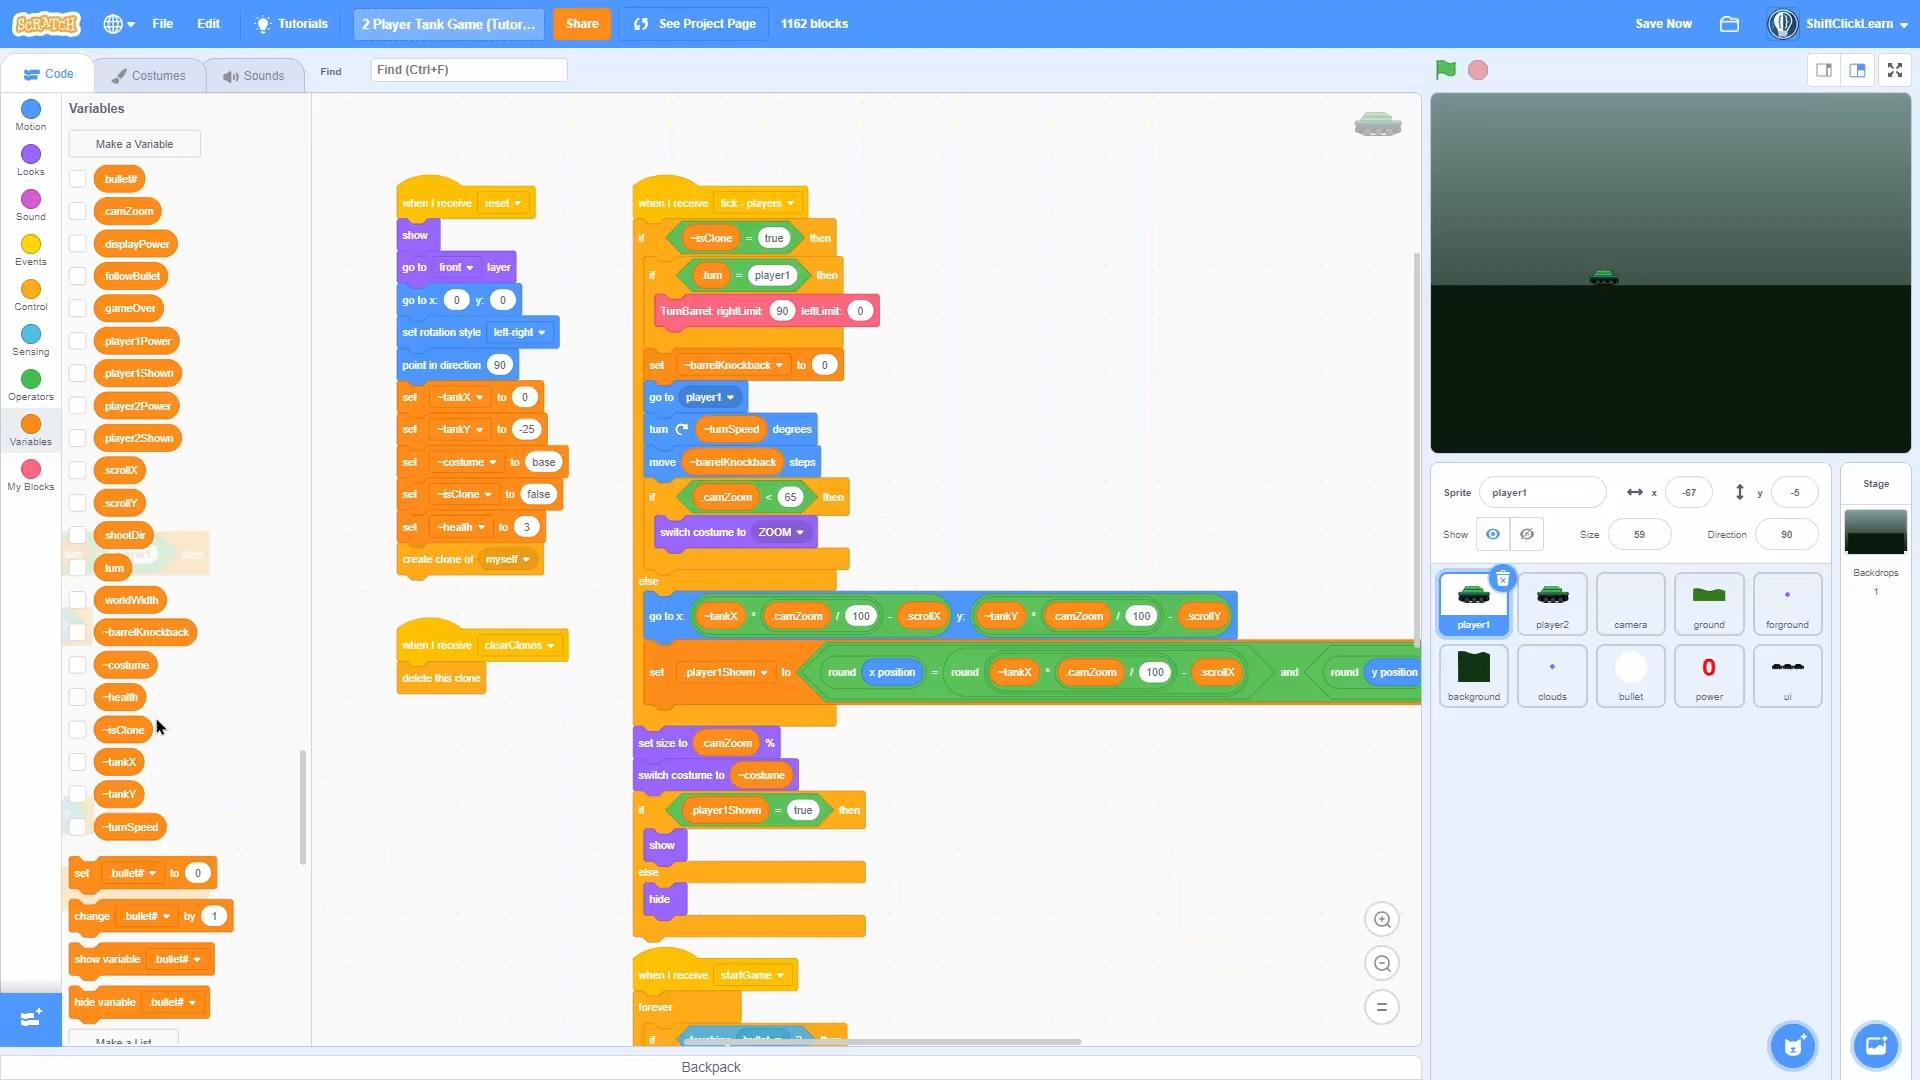 SCRATCH
File
Edit
Tutorials
2 Player Tank Game (Tutor...
Share
See Project Page
1162 blocks
Save Now
ShiftClickLearn
Code
Costumes
Sounds
Find
Find (Ctrl+F)
Motion
Looks
Sound
Events
Control
Sensing
Operators
Variables
My Blocks
Variables
Make a Variable
.bullet#
.camZoom
.displayPower
.followBullet
.gameOver
.player1Power
.player1Shown
.player2Power
.player2Shown
.scrollX
.scrollY
.shootDir
.turn
.worldWidth
~barrelKnockback
~costume
~health
~isClone
~tankX
~tankY
~turnSpeed
set .bullet# to 0
change .bullet# by 1
show variable .bullet#
hide variable .bullet#
Make a List
when I receive reset
show
go to front layer
go to x: 0 y: 0
set rotation style left-right
point in direction 90
set ~tankX to 0
set ~tankY to -25
set ~costume to base
set ~isClone to false
set ~health to 3
create clone of myself
when I receive clearClones
delete this clone
when I receive tick - players
if ~isClone = true then
if .turn = player1 then
TurnBarrel: rightLimit: 90 leftLimit: 0
set ~barrelKnockback to 0
go to player1
turn ~turnSpeed degrees
move ~barrelKnockback steps
if .camZoom < 65 then
switch costume to ZOOM
else
go to x: ~tankX * .camZoom / 100 - .scrollX y: ~tankY * .camZoom / 100 - .scrollY
set .player1Shown to round x position = round ~tankX * .camZoom / 100 - .scrollX and round y position
set size to .camZoom %
switch costume to ~costume
if .player1Shown = true then
show
else
hide
when I receive startGame
forever
if
Backpack
Sprite player1 x -67 y -5
Show Size 59 Direction 90
player1
player2
camera
ground
forground
background
clouds
bullet
0
power
ui
Stage
Backdrops
1